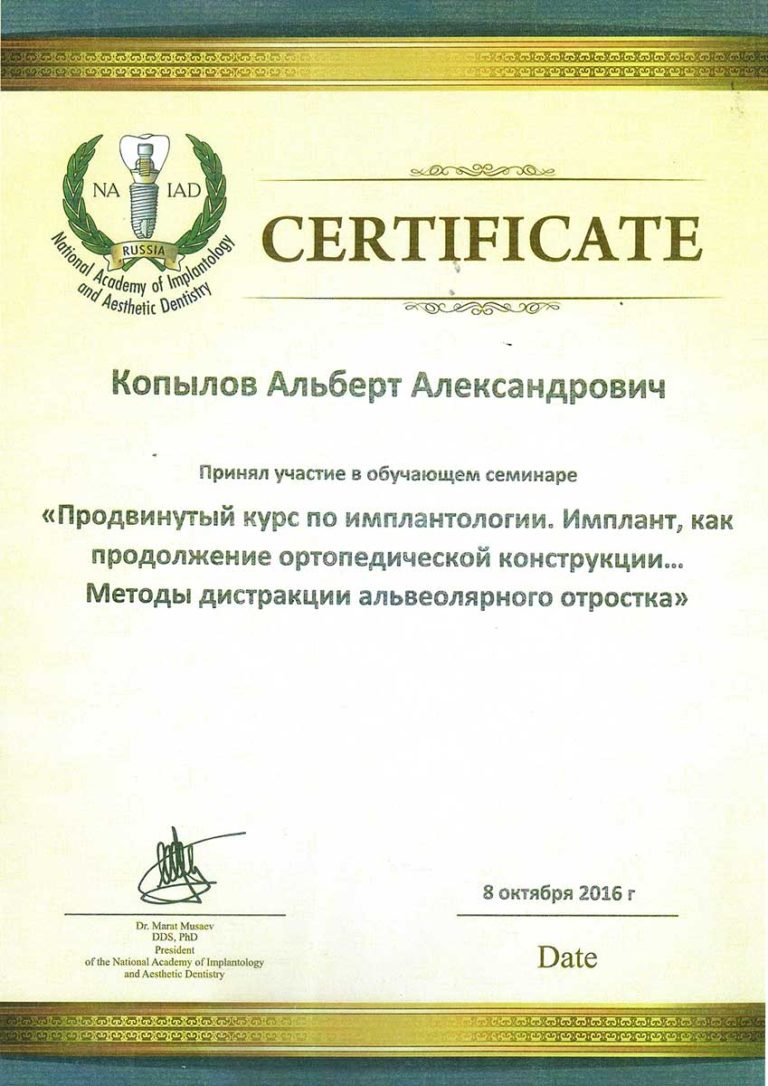 NA IAD
RUSSIA
National Academy of Implantology
and Aesthetic Dentistry
CERTIFICATE
Копылов Альберт Александрович
Принял участие в обучающем семинаре
«Продвинутый курс по имплантологии. Имплант, как
продолжение ортопедической конструкции...
Методы дистракции альвеолярного отростка»
8 октября 2016 г
Dr. Marat Musaev
DDS, PhD
President
of the National Academy of Implantology
and Aesthetic Dentistry
Date